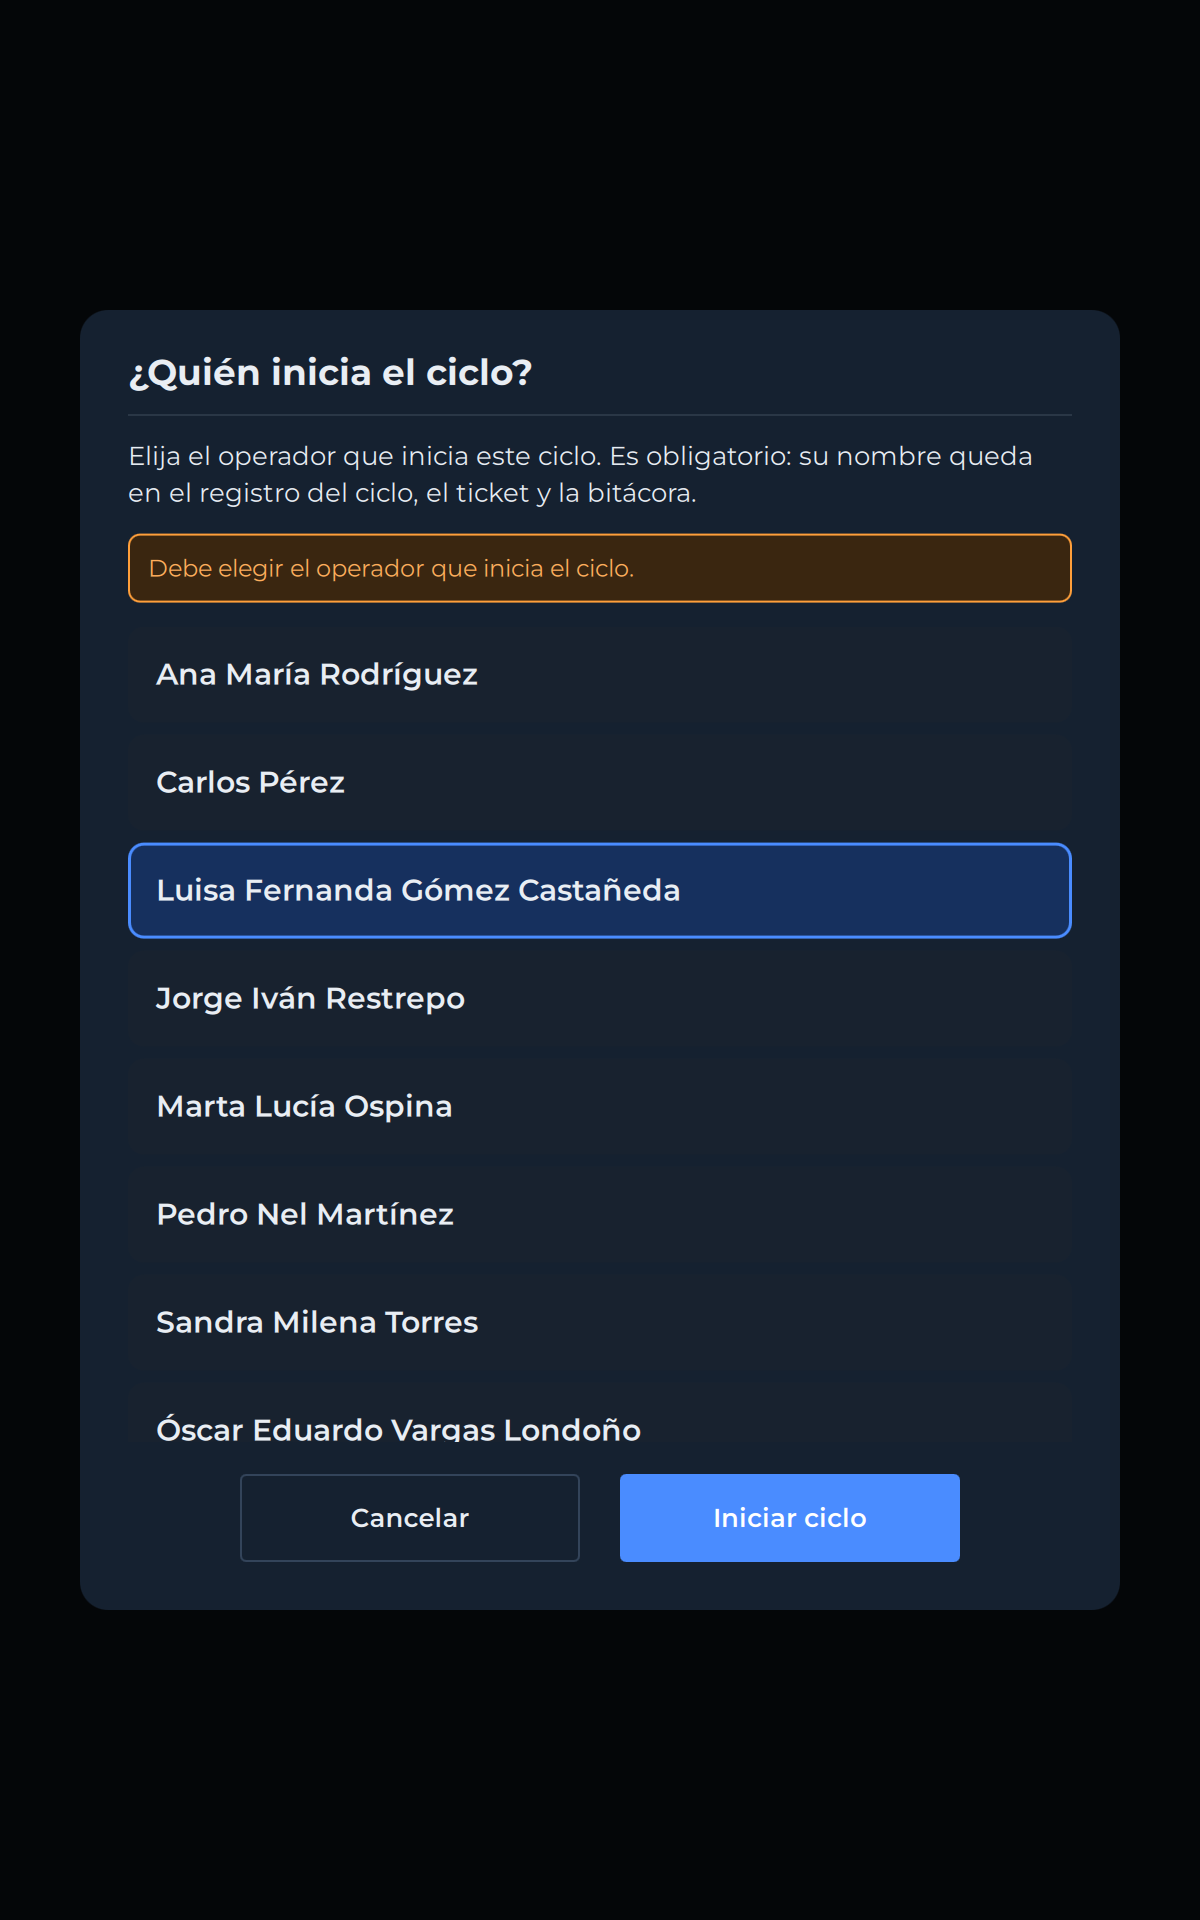 ¿Quién inicia el ciclo?
Elija el operador que inicia este ciclo. Es obligatorio: su nombre queda
en el registro del ciclo, el ticket y la bitácora.
Debe elegir el operador que inicia el ciclo.
Ana María Rodríguez
Carlos Pérez
Luisa Fernanda Gómez Castañeda
Jorge Iván Restrepo
Marta Lucía Ospina
Pedro Nel Martínez
Sandra Milena Torres
Óscar Eduardo Vargas Londoño
Cancelar
Iniciar ciclo